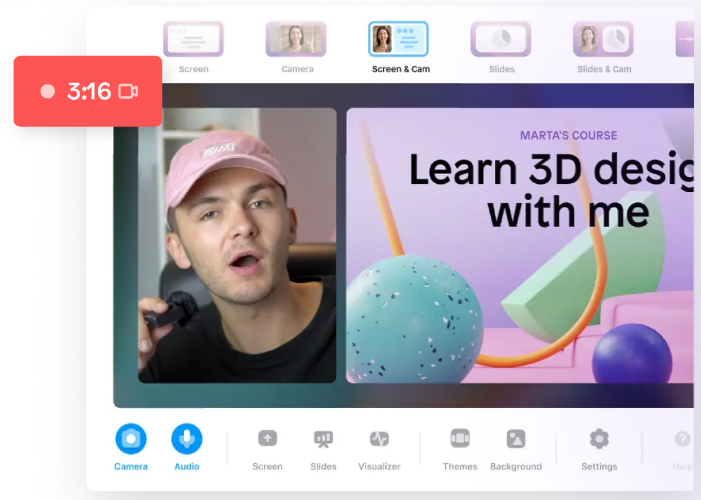 Screen
Camera
Screen & Cam
Slides
Slides & Cam
3:16
MARTA'S COURSE
Learn 3D desig
with me
Camera
Audio
Screen
Slides
Visualizer
Themes
Background
Settings
Help